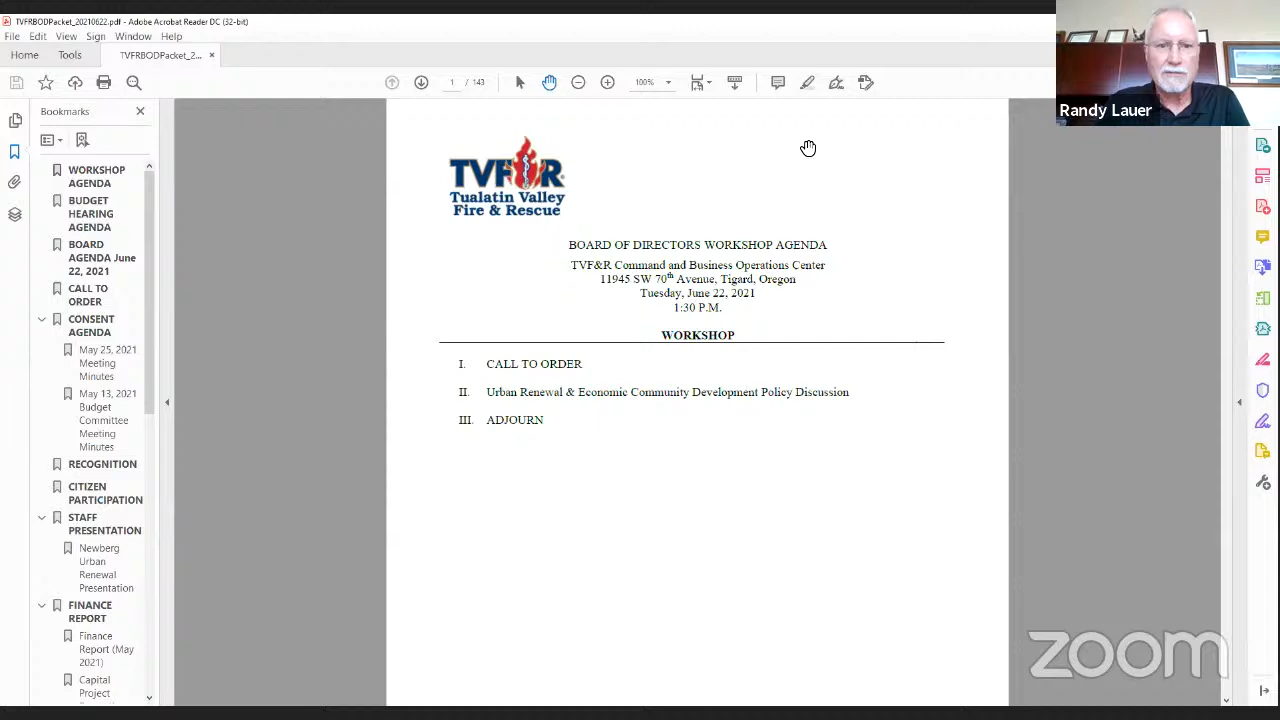 TVFRBODPacket_20210622.pdf - Adobe Acrobat Reader DC (32-bit)
File Edit View Sign Window Help
Home Tools TVFRBODPacket_2... ×
1 / 143 100%
Randy Lauer
Bookmarks
WORKSHOP
AGENDA
BUDGET
HEARING
AGENDA
BOARD
AGENDA June
22, 2021
CALL TO
ORDER
CONSENT
AGENDA
May 25, 2021
Meeting
Minutes
May 13, 2021
Budget
Committee
Meeting
Minutes
RECOGNITION
CITIZEN
PARTICIPATION
STAFF
PRESENTATION
Newberg
Urban
Renewal
Presentation
FINANCE
REPORT
Finance
Report (May
2021)
Capital
Project
TVF&R
Tualatin Valley
Fire & Rescue
BOARD OF DIRECTORS WORKSHOP AGENDA
TVF&R Command and Business Operations Center
11945 SW 70th Avenue, Tigard, Oregon
Tuesday, June 22, 2021
1:30 P.M.
WORKSHOP
I. CALL TO ORDER
II. Urban Renewal & Economic Community Development Policy Discussion
III. ADJOURN
zoom